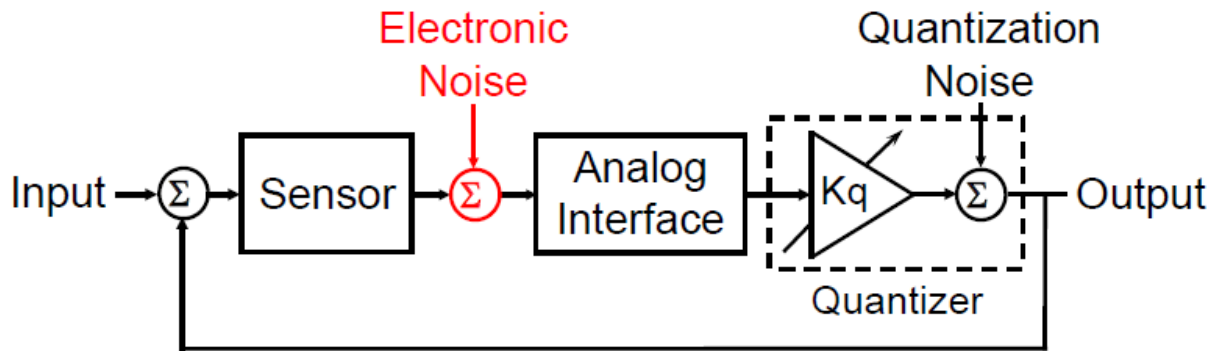 Electronic
Noise
Quantization
Noise
Input
Σ
Sensor
Σ
Analog
Interface
Kq
Σ
Output
Quantizer